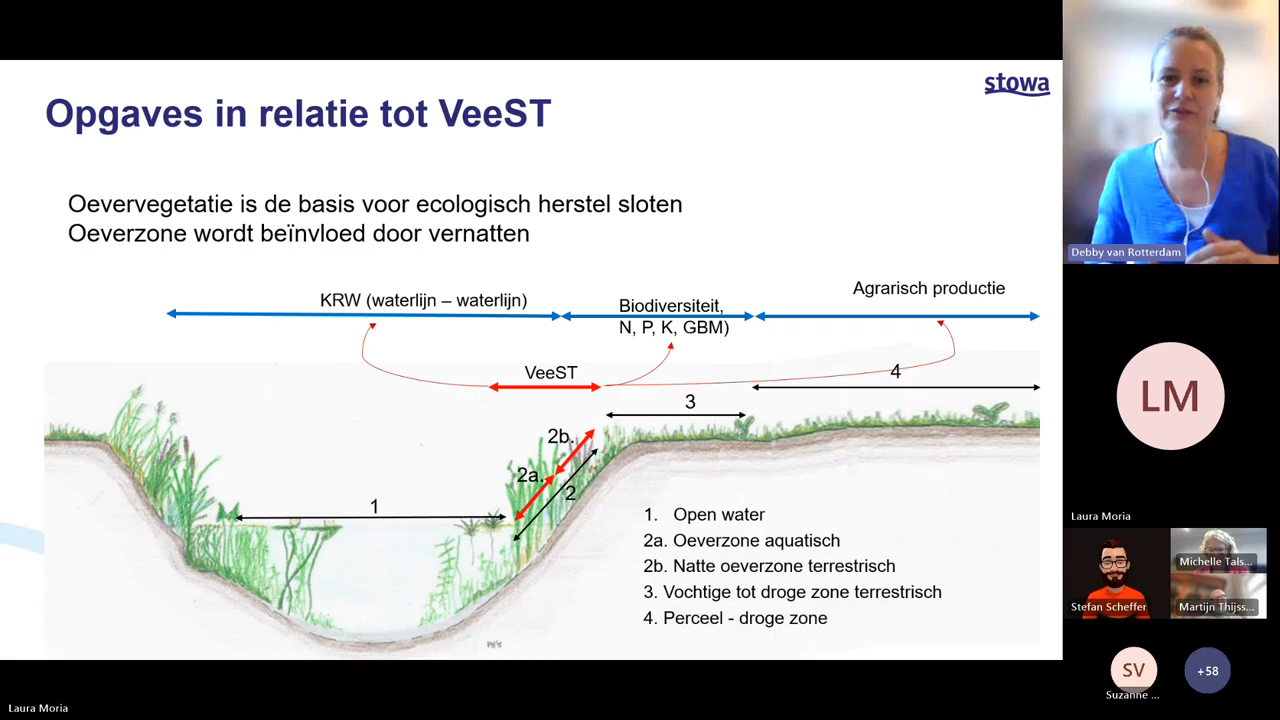 stowa
Opgaves in relatie tot VeeST
Oevervegetatie is de basis voor ecologisch herstel sloten
Oeverzone wordt beïnvloed door vernatten
KRW (waterlijn – waterlijn)
Biodiversiteit,
N, P, K, GBM)
Agrarisch productie
VeeST
4
3
2b.
2a.
2
1
1. Open water
2a. Oeverzone aquatisch
2b. Natte oeverzone terrestrisch
3. Vochtige tot droge zone terrestrisch
4. Perceel - droge zone
Debby van Rotterdam
LM
Laura Moria
Stefan Scheffer
Michelle Tals...
Martijn Thijss...
SV
Suzanne ...
+58
Laura Moria